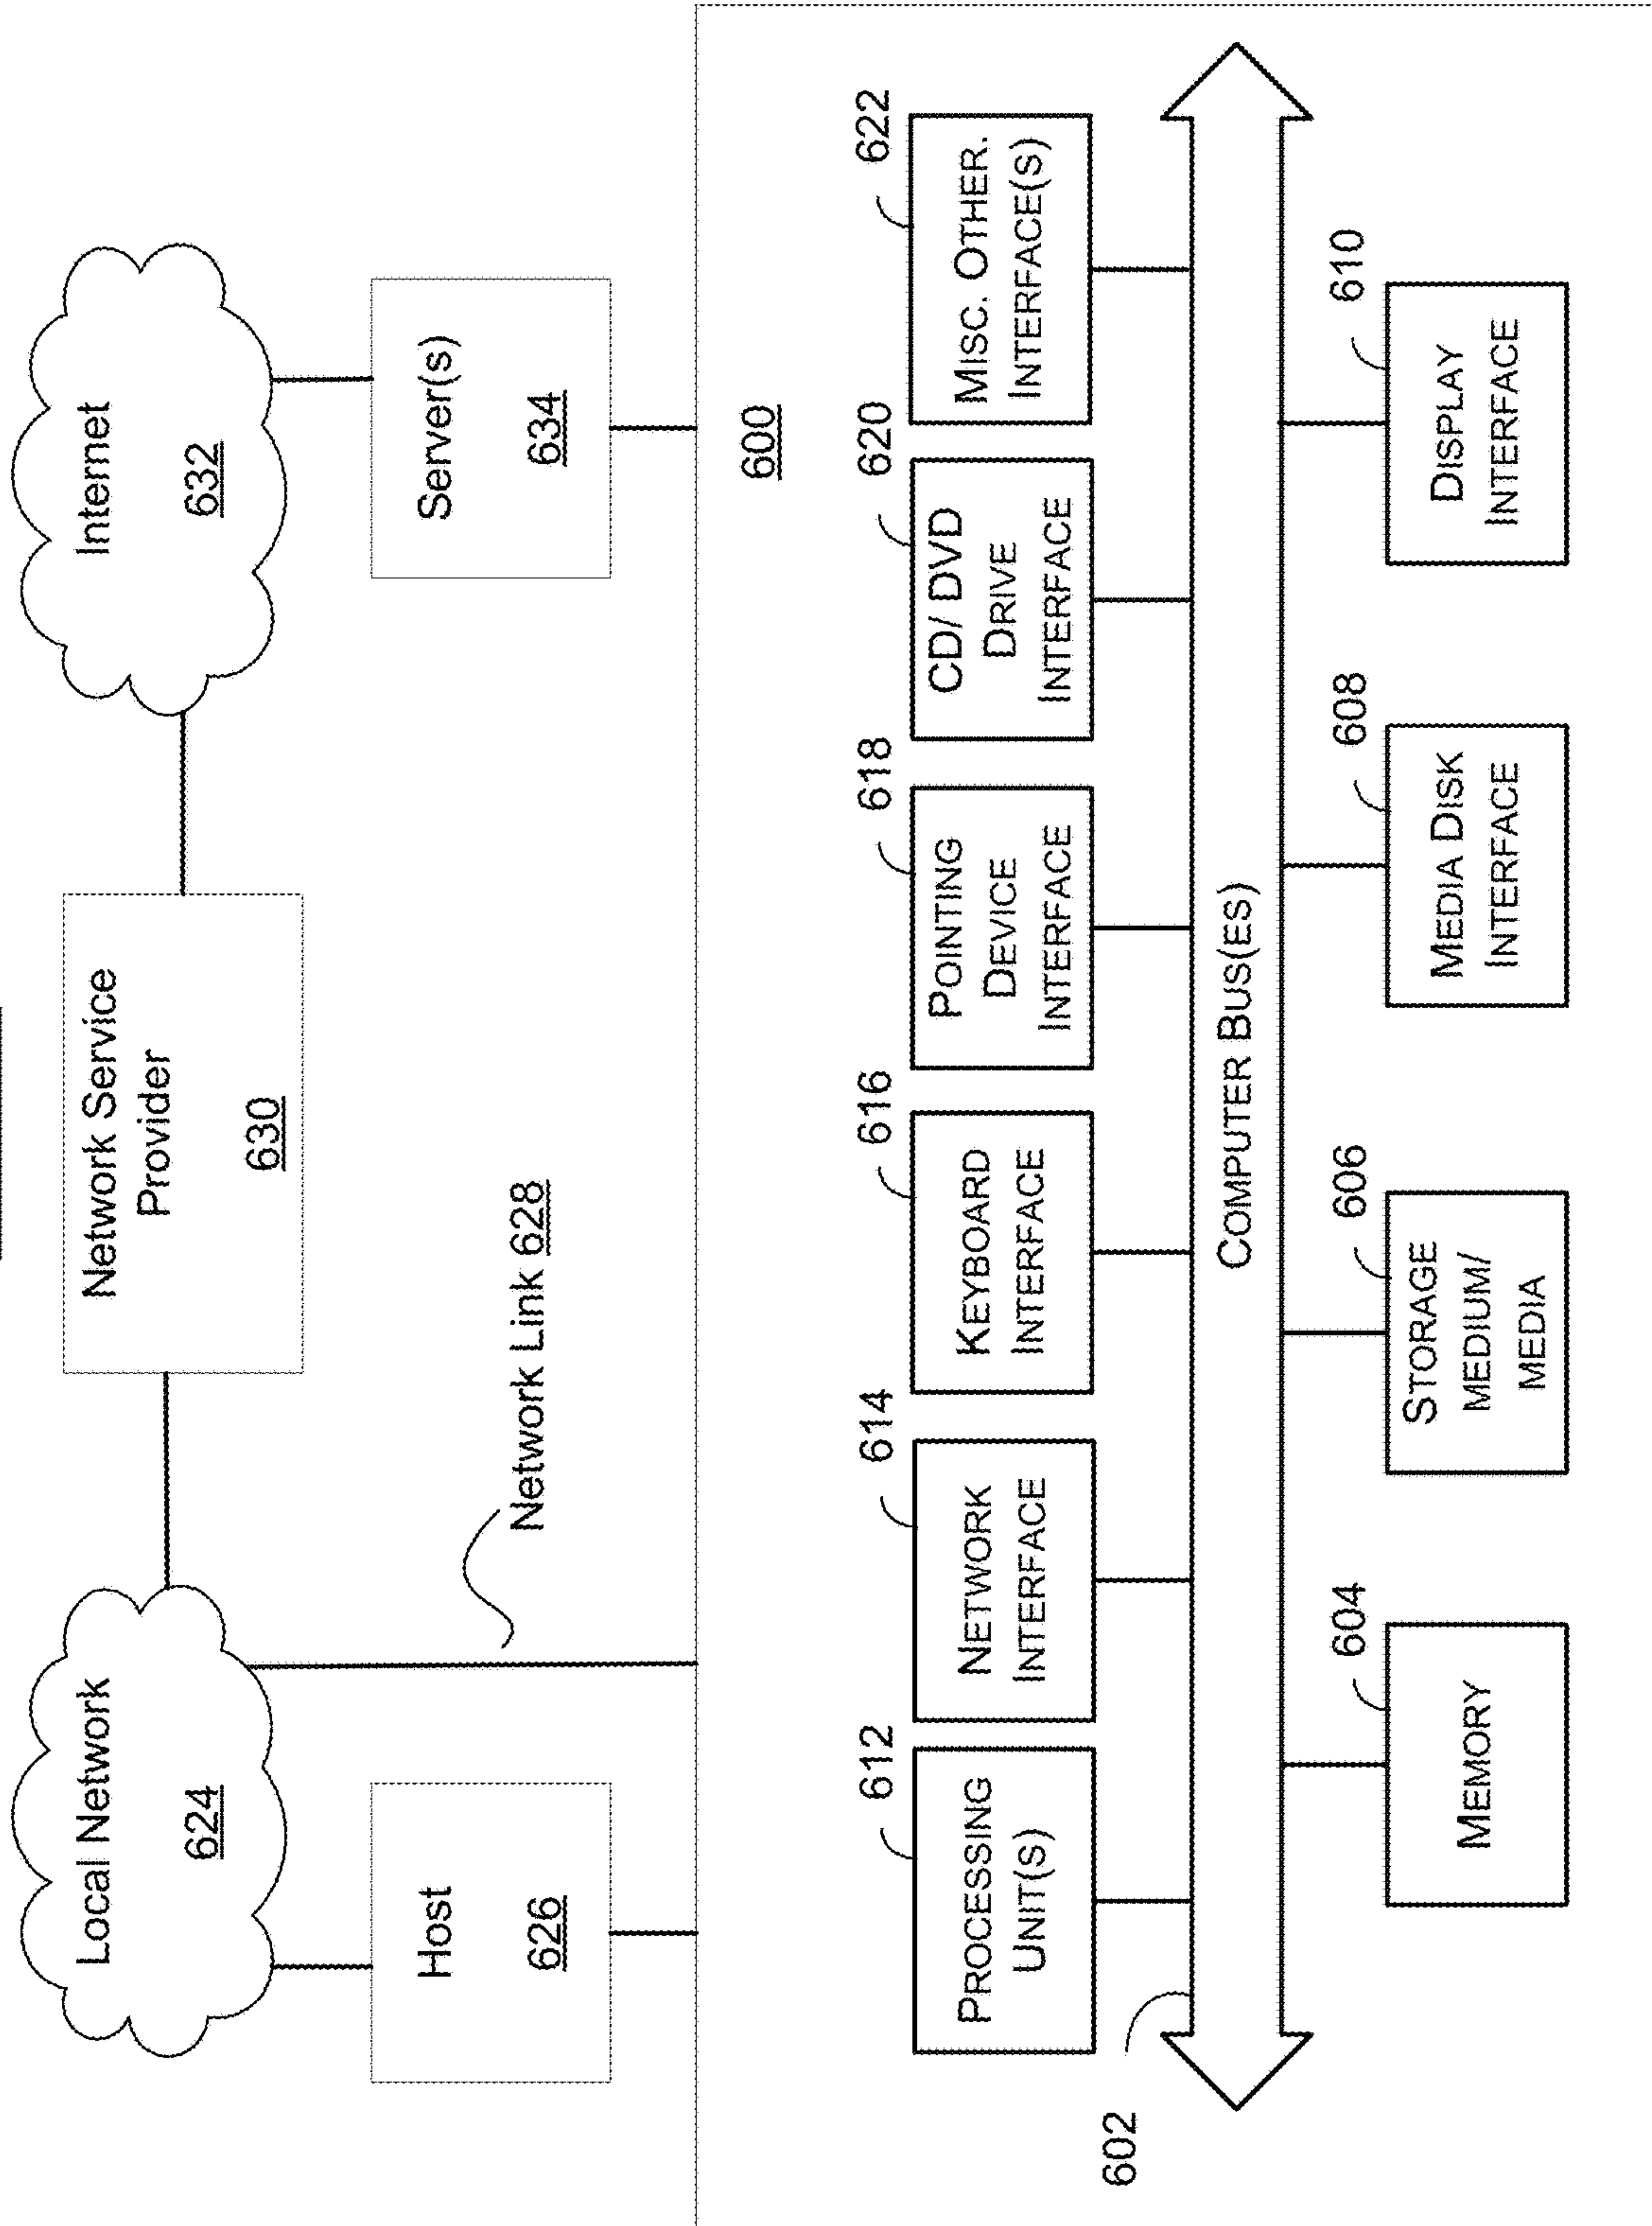 Local Network
624
Network Service
Provider
630
Internet
632
Host
626
Network Link 628
Server(s)
634
600
612
PROCESSING
UNIT(S)
614
NETWORK
INTERFACE
616
KEYBOARD
INTERFACE
618
POINTING
DEVICE
INTERFACE
620
CD/ DVD
DRIVE
INTERFACE
622
MISC. OTHER.
INTERFACE(S)
602
COMPUTER BUS(ES)
604
MEMORY
606
STORAGE
MEDIUM/
MEDIA
608
MEDIA DISK
INTERFACE
610
DISPLAY
INTERFACE